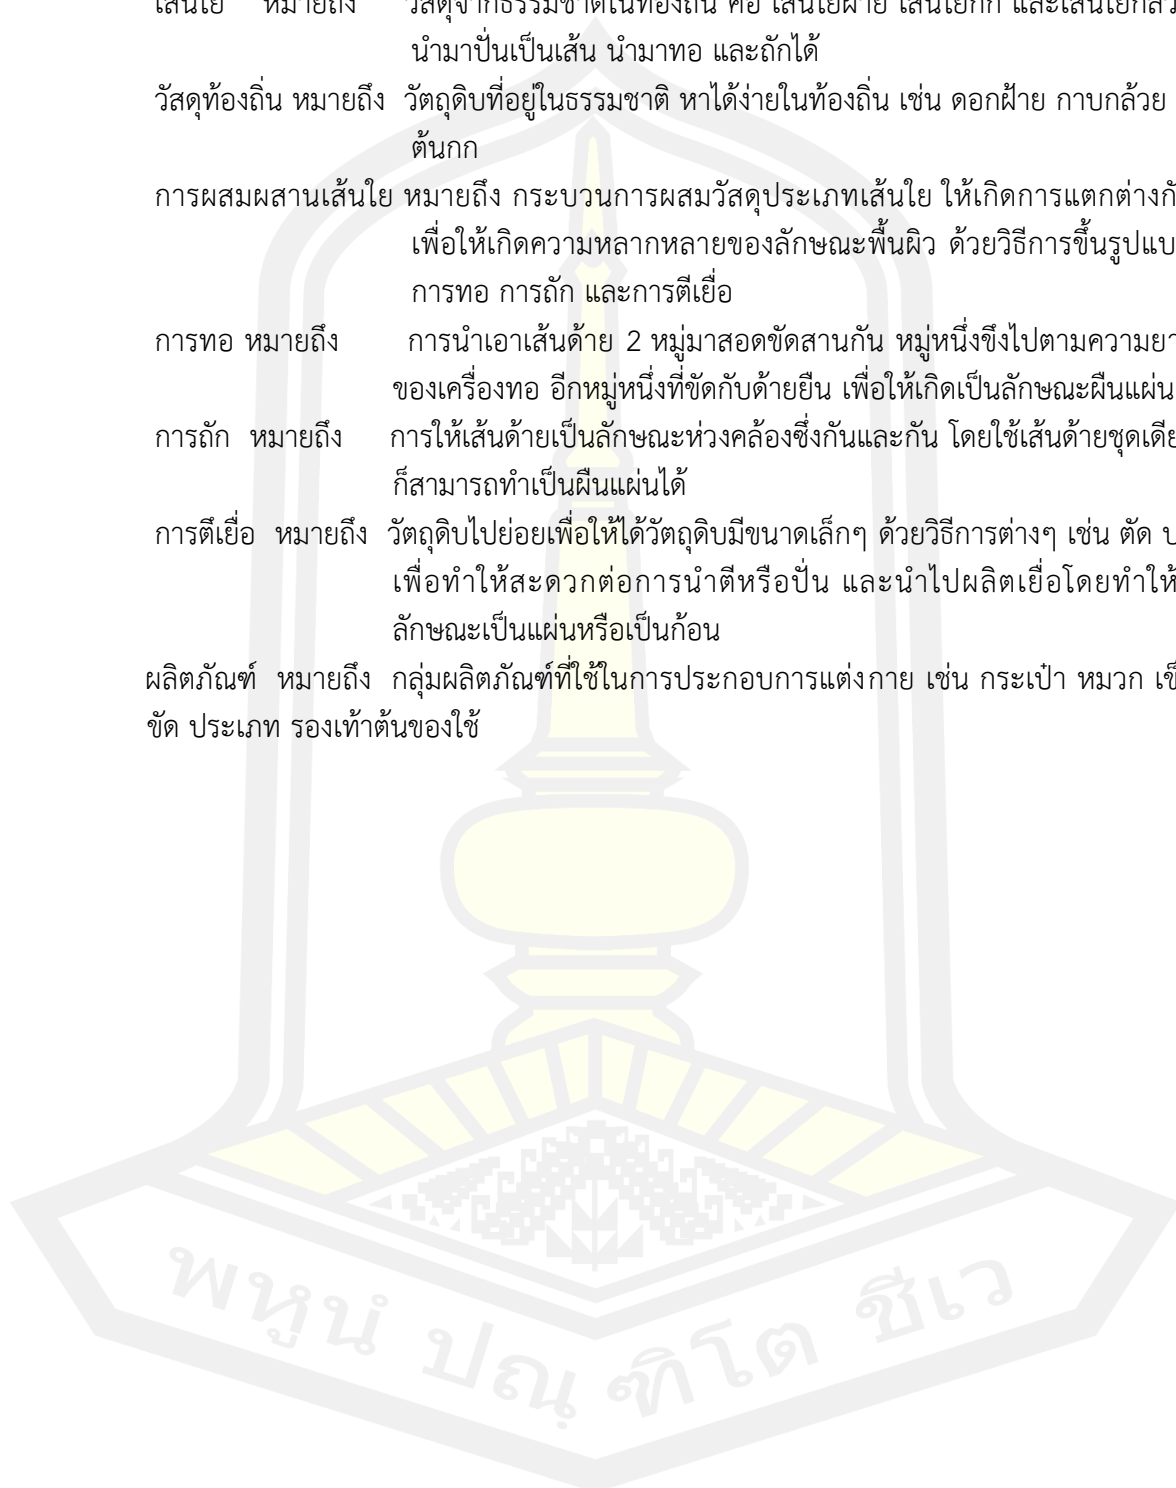 เส้นใย หมายถึง วัสดุจากธรรมชาติในท้องถิ่น คือ เส้นใยฝ้าย เส้นใยกก และเส้นใยกล้ว
นำมาปั่นเป็นเส้น นำมาทอ และถักได้
วัสดุท้องถิ่น หมายถึง วัตถุดิบที่อยู่ในธรรมชาติ หาได้ง่ายในท้องถิ่น เช่น ดอกฝ้าย กาบกล้วย
ต้นกก
การผสมผสานเส้นใย หมายถึง กระบวนการผสมวัสดุประเภทเส้นใย ให้เกิดการแตกต่างกั
เพื่อให้เกิดความหลากหลายของลักษณะพื้นผิว ด้วยวิธีการขึ้นรูปแบ
การทอ การถัก และการตีเยื่อ
การทอ หมายถึง การนำเอาเส้นด้าย 2 หมู่มาสอดขัดสานกัน หมู่หนึ่งขึงไปตามความยา
ของเครื่องทอ อีกหมู่หนึ่งที่ขัดกับด้ายยืน เพื่อให้เกิดเป็นลักษณะผืนแผ่น
การถัก หมายถึง การให้เส้นด้ายเป็นลักษณะห่วงคล้องซึ่งกันและกัน โดยใช้เส้นด้ายชุดเดีย
ก็สามารถทำเป็นผืนแผ่นได้
การตึเยื่อ หมายถึง วัตถุดิบไปย่อยเพื่อให้ได้วัตถุดิบมีขนาดเล็กๆ ด้วยวิธีการต่างๆ เช่น ตัด ป
เพื่อทำให้สะดวกต่อการนำตีหรือปั่น และนำไปผลิตเยื่อโดยทำให้
ลักษณะเป็นแผ่นหรือเป็นก้อน
ผลิตภัณฑ์ หมายถึง กลุ่มผลิตภัณฑ์ที่ใช้ในการประกอบการแต่งกาย เช่น กระเป๋า หมวก เข็
ขัด ประเภท รองเท้าต้นของใช้
พหูนํ ปณฺฑิโต ชีเว